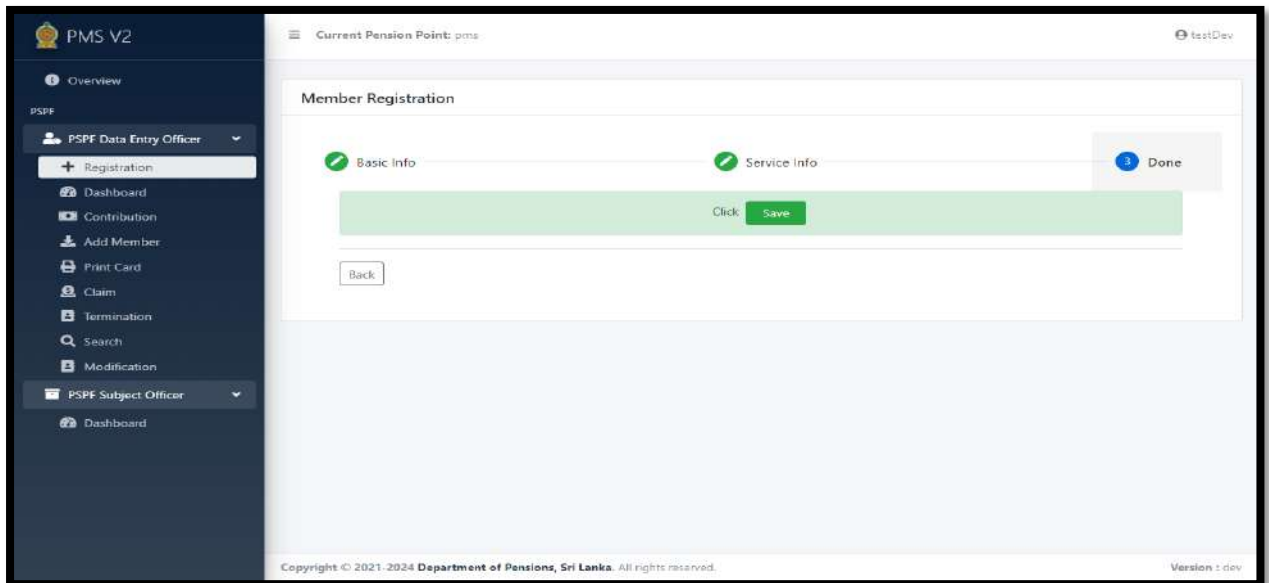 PMS V2
Current Pension Point: pms
testDev
Overview
PSPF
PSPF Data Entry Officer
Registration
Dashboard
Contribution
Add Member
Print Card
Claim
Termination
Search
Modification
PSPF Subject Officer
Dashboard
Member Registration
Basic Info
Service Info
3 Done
Click Save
Back
Copyright © 2021-2024 Department of Pensions, Sri Lanka. All rights reserved.
Version : dev